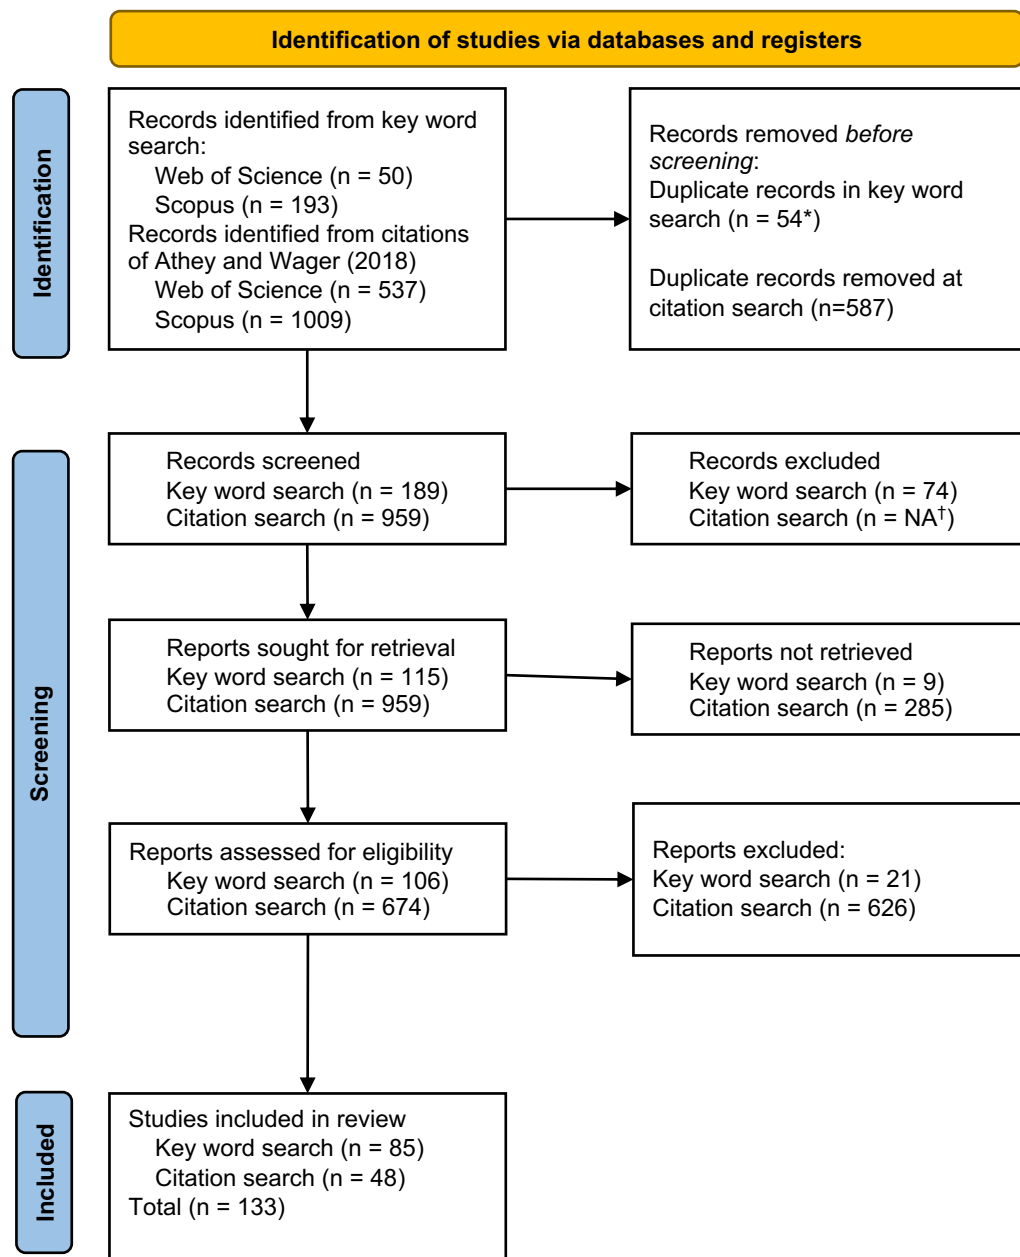 Identification of studies via databases and registers
Identification
Records identified from key word
search:
Web of Science (n = 50)
Scopus (n = 193)
Records identified from citations
of Athey and Wager (2018)
Web of Science (n = 537)
Scopus (n = 1009)
Records removed before
screening:
Duplicate records in key word
search (n = 54*)
Duplicate records removed at
citation search (n=587)
Screening
Records screened
Key word search (n = 189)
Citation search (n = 959)
Records excluded
Key word search (n = 74)
Citation search (n = NA†)
Reports sought for retrieval
Key word search (n = 115)
Citation search (n = 959)
Reports not retrieved
Key word search (n = 9)
Citation search (n = 285)
Reports assessed for eligibility
Key word search (n = 106)
Citation search (n = 674)
Reports excluded:
Key word search (n = 21)
Citation search (n = 626)
Included
Studies included in review
Key word search (n = 85)
Citation search (n = 48)
Total (n = 133)